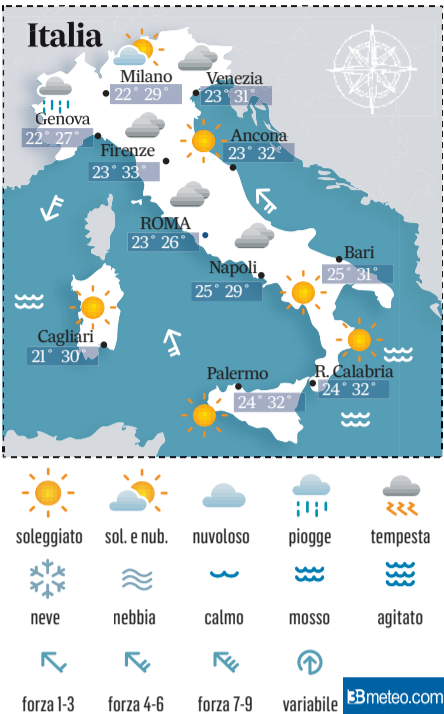 Italia
Milano
22° 29°
Venezia
23° 31°
Genova
22° 27°
Firenze
23° 33°
Ancona
23° 32°
ROMA
23° 26°
Napoli
25° 29°
Bari
25° 31°
Cagliari
21° 30°
Palermo
24° 32°
R. Calabria
24° 32°
soleggiato sol. e nub. nuvoloso piogge tempesta
neve nebbia calmo mosso agitato
forza 1-3 forza 4-6 forza 7-9 variabile
3Bmeteo.com